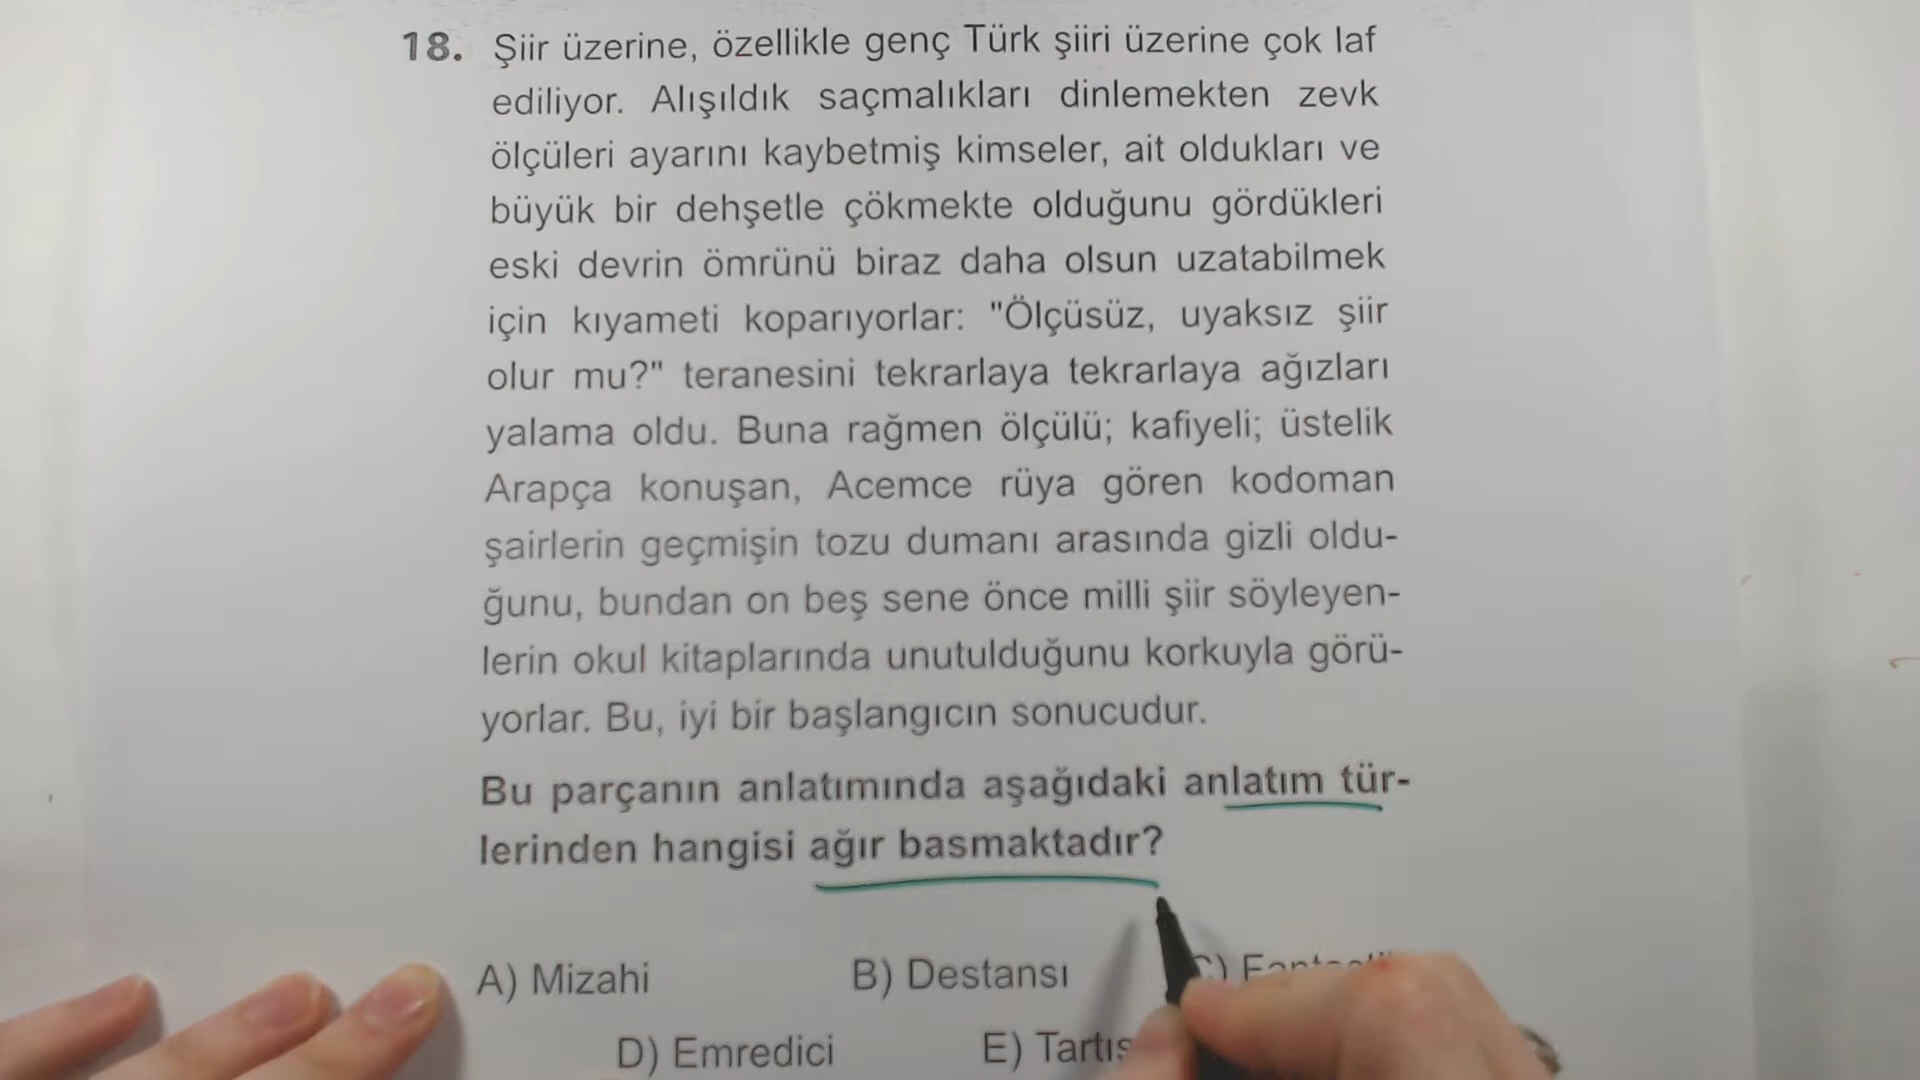 18. Şiir üzerine, özellikle genç Türk şiiri üzerine çok laf
ediliyor. Alışıldık saçmalıkları dinlemekten zevk
ölçüleri ayarını kaybetmiş kimseler, ait oldukları ve
büyük bir dehşetle çökmekte olduğunu gördükleri
eski devrin ömrünü biraz daha olsun uzatabilmek
için kıyameti koparıyorlar: "Ölçüsüz, uyaksız şiir
olur mu?" teranesini tekrarlaya tekrarlaya ağızları
yalama oldu. Buna rağmen ölçülü; kafiyeli; üstelik
Arapça konuşan, Acemce rüya gören kodoman
şairlerin geçmişin tozu dumanı arasında gizli oldu-
ğunu, bundan on beş sene önce milli şiir söyleyen-
lerin okul kitaplarında unutulduğunu korkuyla görü-
yorlar. Bu, iyi bir başlangıcın sonucudur.
Bu parçanın anlatımında aşağıdaki anlatım tür-
lerinden hangisi ağır basmaktadır?
A) Mizahi B) Destansı C)
D) Emredici E)